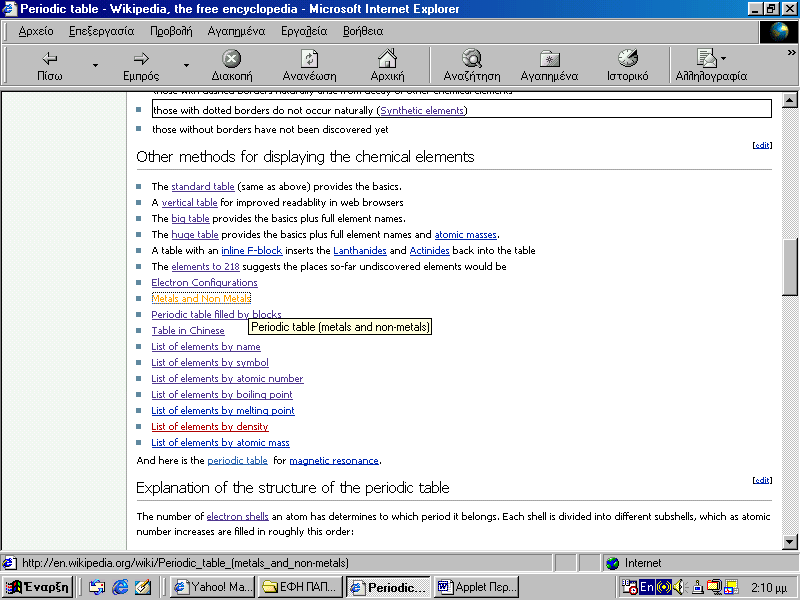 Periodic table - Wikipedia, the free encyclopedia - Microsoft Internet Explorer
Αρχείο Επεξεργασία Προβολή Αγαπημένα Εργαλεία Βοήθεια
Πίσω Εμπρός Διακοπή Ανανέωση Αρχική Αναζήτηση Αγαπημένα Ιστορικό Αλληλογραφία
those with dashed borders naturally arise from decay of other chemical elements
those with dotted borders do not occur naturally (Synthetic elements)
those without borders have not been discovered yet
[edit]
Other methods for displaying the chemical elements
The standard table (same as above) provides the basics.
A vertical table for improved readablity in web browsers
The big table provides the basics plus full element names.
The huge table provides the basics plus full element names and atomic masses.
A table with an inline F-block inserts the Lanthanides and Actinides back into the table
The elements to 218 suggests the places so-far undiscovered elements would be
Electron Configurations
Metals and Non Metals
Periodic table filled by blocks
Periodic table (metals and non-metals)
Table in Chinese
List of elements by name
List of elements by symbol
List of elements by atomic number
List of elements by boiling point
List of elements by melting point
List of elements by density
List of elements by atomic mass
And here is the periodic table for magnetic resonance.
[edit]
Explanation of the structure of the periodic table
The number of electron shells an atom has determines to which period it belongs. Each shell is divided into different subshells, which as atomic
number increases are filled in roughly this order:
http://en.wikipedia.org/wiki/Periodic_table_(metals_and_non-metals) Internet
Έναρξη Yahoo! Ma... ΕΦΗ ΠΑΠ... Periodic... Applet Περ... En 2:10 μμ